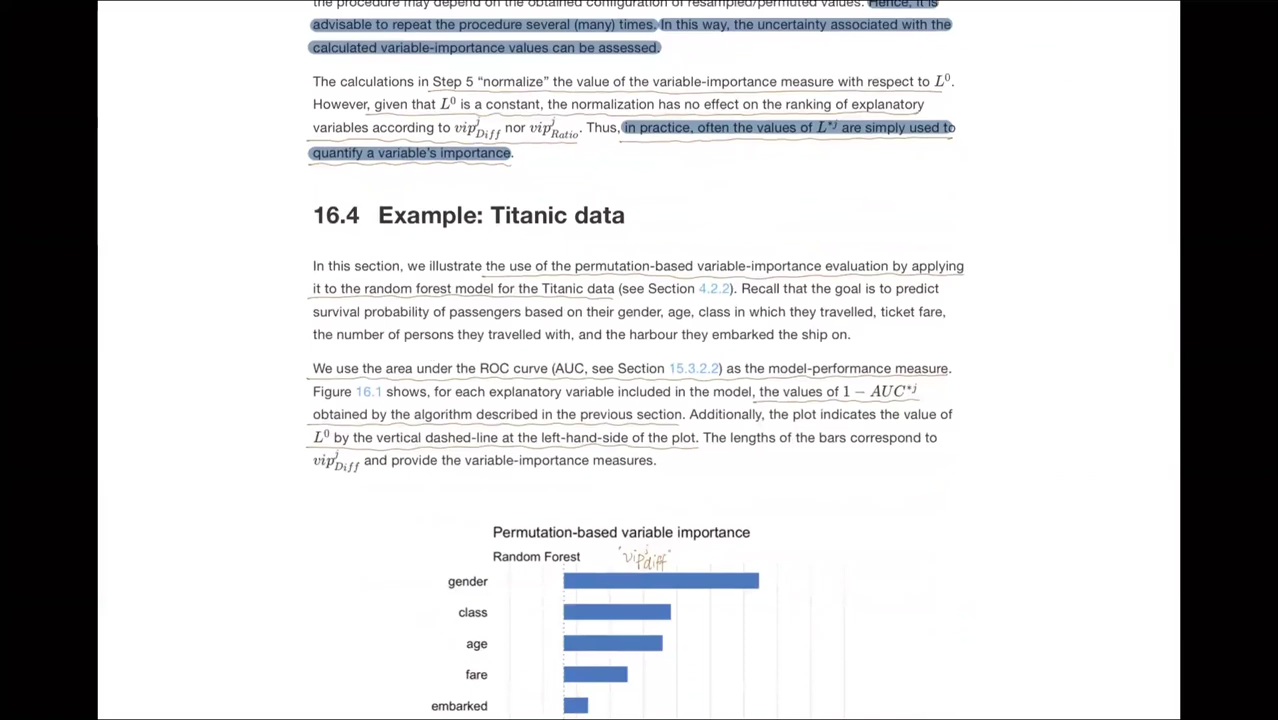 the procedure may depend on the obtained configuration of resampled/permuted values. Hence, it is
advisable to repeat the procedure several (many) times. In this way, the uncertainty associated with the
calculated variable-importance values can be assessed.
The calculations in Step 5 “normalize” the value of the variable-importance measure with respect to L⁰.
However, given that L⁰ is a constant, the normalization has no effect on the ranking of explanatory
variables according to vip^j_Diff nor vip^j_Ratio. Thus, in practice, often the values of L^{*j} are simply used to
quantify a variable's importance.
16.4 Example: Titanic data
In this section, we illustrate the use of the permutation-based variable-importance evaluation by applying
it to the random forest model for the Titanic data (see Section 4.2.2). Recall that the goal is to predict
survival probability of passengers based on their gender, age, class in which they travelled, ticket fare,
the number of persons they travelled with, and the harbour they embarked the ship on.
We use the area under the ROC curve (AUC, see Section 15.3.2.2) as the model-performance measure.
Figure 16.1 shows, for each explanatory variable included in the model, the values of 1 − AUC^{*j}
obtained by the algorithm described in the previous section. Additionally, the plot indicates the value of
L⁰ by the vertical dashed-line at the left-hand-side of the plot. The lengths of the bars correspond to
vip^j_Diff and provide the variable-importance measures.
Permutation-based variable importance
Random Forest "vip^j_diff"
gender
class
age
fare
embarked